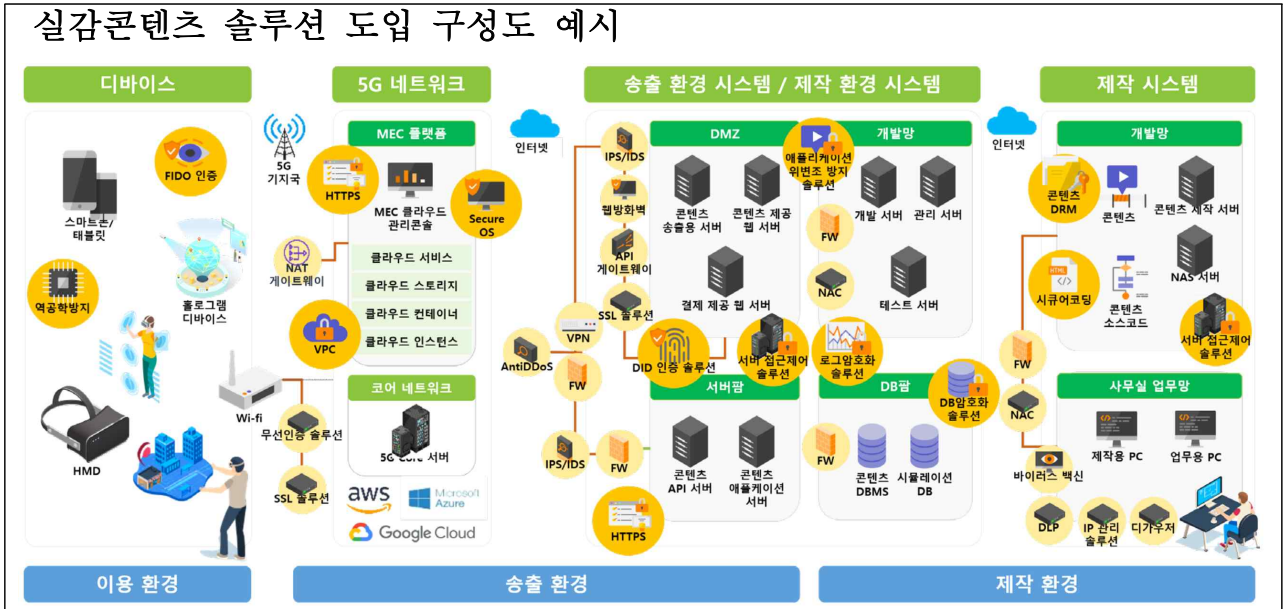 실감콘텐츠 솔루션 도입 구성도 예시
디바이스
FIDO 인증
스마트폰/
태블릿
홀로그램
디바이스
역공학방지
HMD
이용 환경
5G 네트워크
5G
기지국
MEC 플랫폼
HTTPS
MEC 클라우드
관리콘솔
Secure
OS
NAT
게이트웨이
클라우드 서비스
클라우드 스토리지
클라우드 컨테이너
클라우드 인스턴스
VPC
코어 네트워크
Wi-fi
무선인증 솔루션
5G Core 서버
SSL 솔루션
aws
Microsoft
Azure
Google Cloud
송출 환경
송출 환경 시스템 / 제작 환경 시스템
인터넷
IPS/IDS
웹방화벽
API
게이트웨이
SSL 솔루션
VPN
AntiDDoS
FW
DID 인증 솔루션
IPS/IDS
FW
HTTPS
DMZ
콘텐츠
송출용 서버
콘텐츠 제공
웹 서버
결제 제공 웹 서버
서버 접근제어
솔루션
서버팜
콘텐츠
API 서버
콘텐츠
애플케이션
서버
애플리케이션
위변조 방지
솔루션
개발망
개발 서버
관리 서버
FW
NAC
테스트 서버
로그암호화
솔루션
DB팜
DB암호화
솔루션
FW
콘텐츠
DBMS
시뮬레이션
DB
제작 환경
제작 시스템
인터넷
개발망
콘텐츠
DRM
콘텐츠
콘텐츠 제작 서버
HTML
시큐어코딩
콘텐츠
소스코드
NAS 서버
서버 접근제어
솔루션
FW
NAC
사무실 업무망
제작용 PC
업무용 PC
바이러스 백신
DLP
IP 관리
솔루션
디가우저